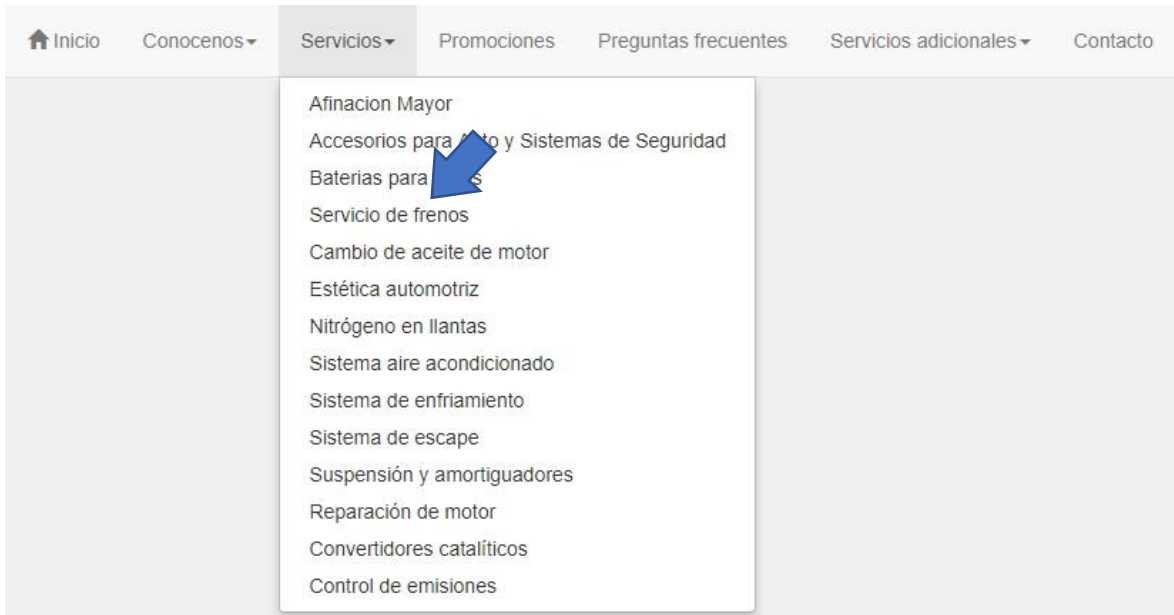 Inicio Conocenos Servicios Promociones Preguntas frecuentes Servicios adicionales Contacto
Afinacion Mayor
Accesorios para y Sistemas de Seguridad
Baterias para
Servicio de frenos
Cambio de aceite de motor
Estética automotriz
Nitrógeno en llantas
Sistema aire acondicionado
Sistema de enfriamiento
Sistema de escape
Suspensión y amortiguadores
Reparación de motor
Convertidores catalíticos
Control de emisiones